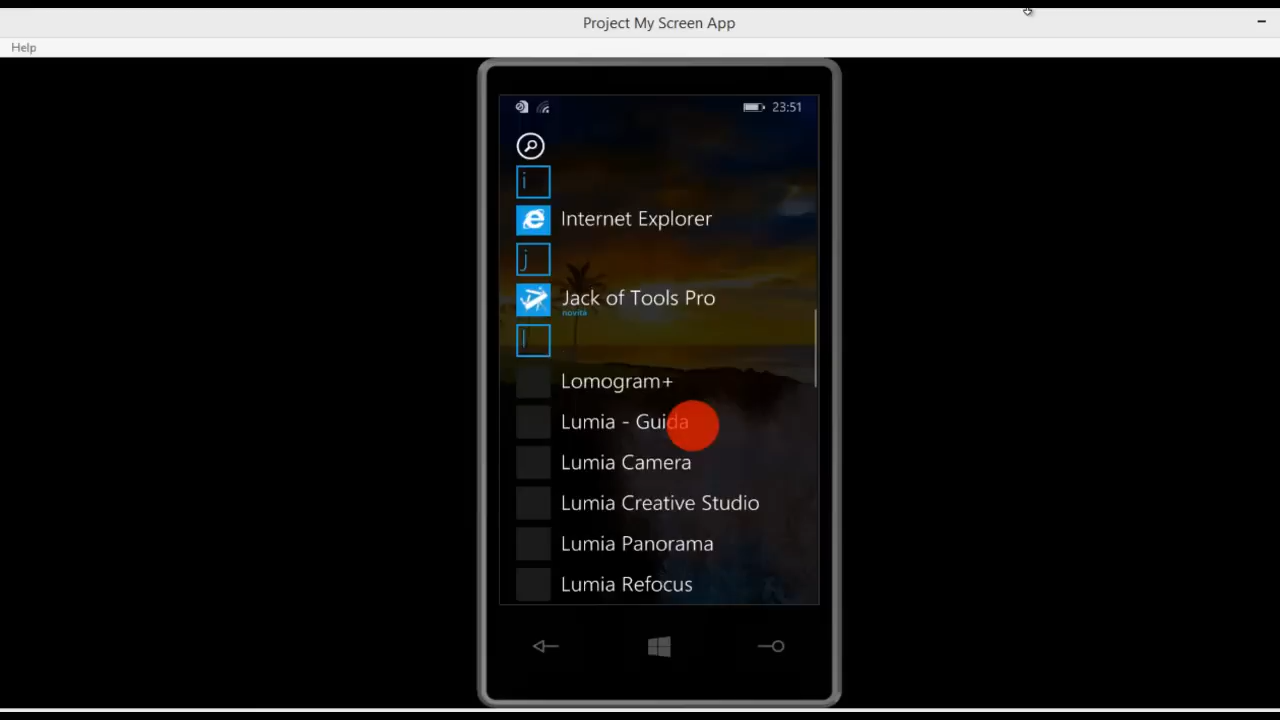 Project My Screen App
Help
23:51
i
Internet Explorer
j
Jack of Tools Pro
novità
l
Lomogram+
Lumia - Guida
Lumia Camera
Lumia Creative Studio
Lumia Panorama
Lumia Refocus